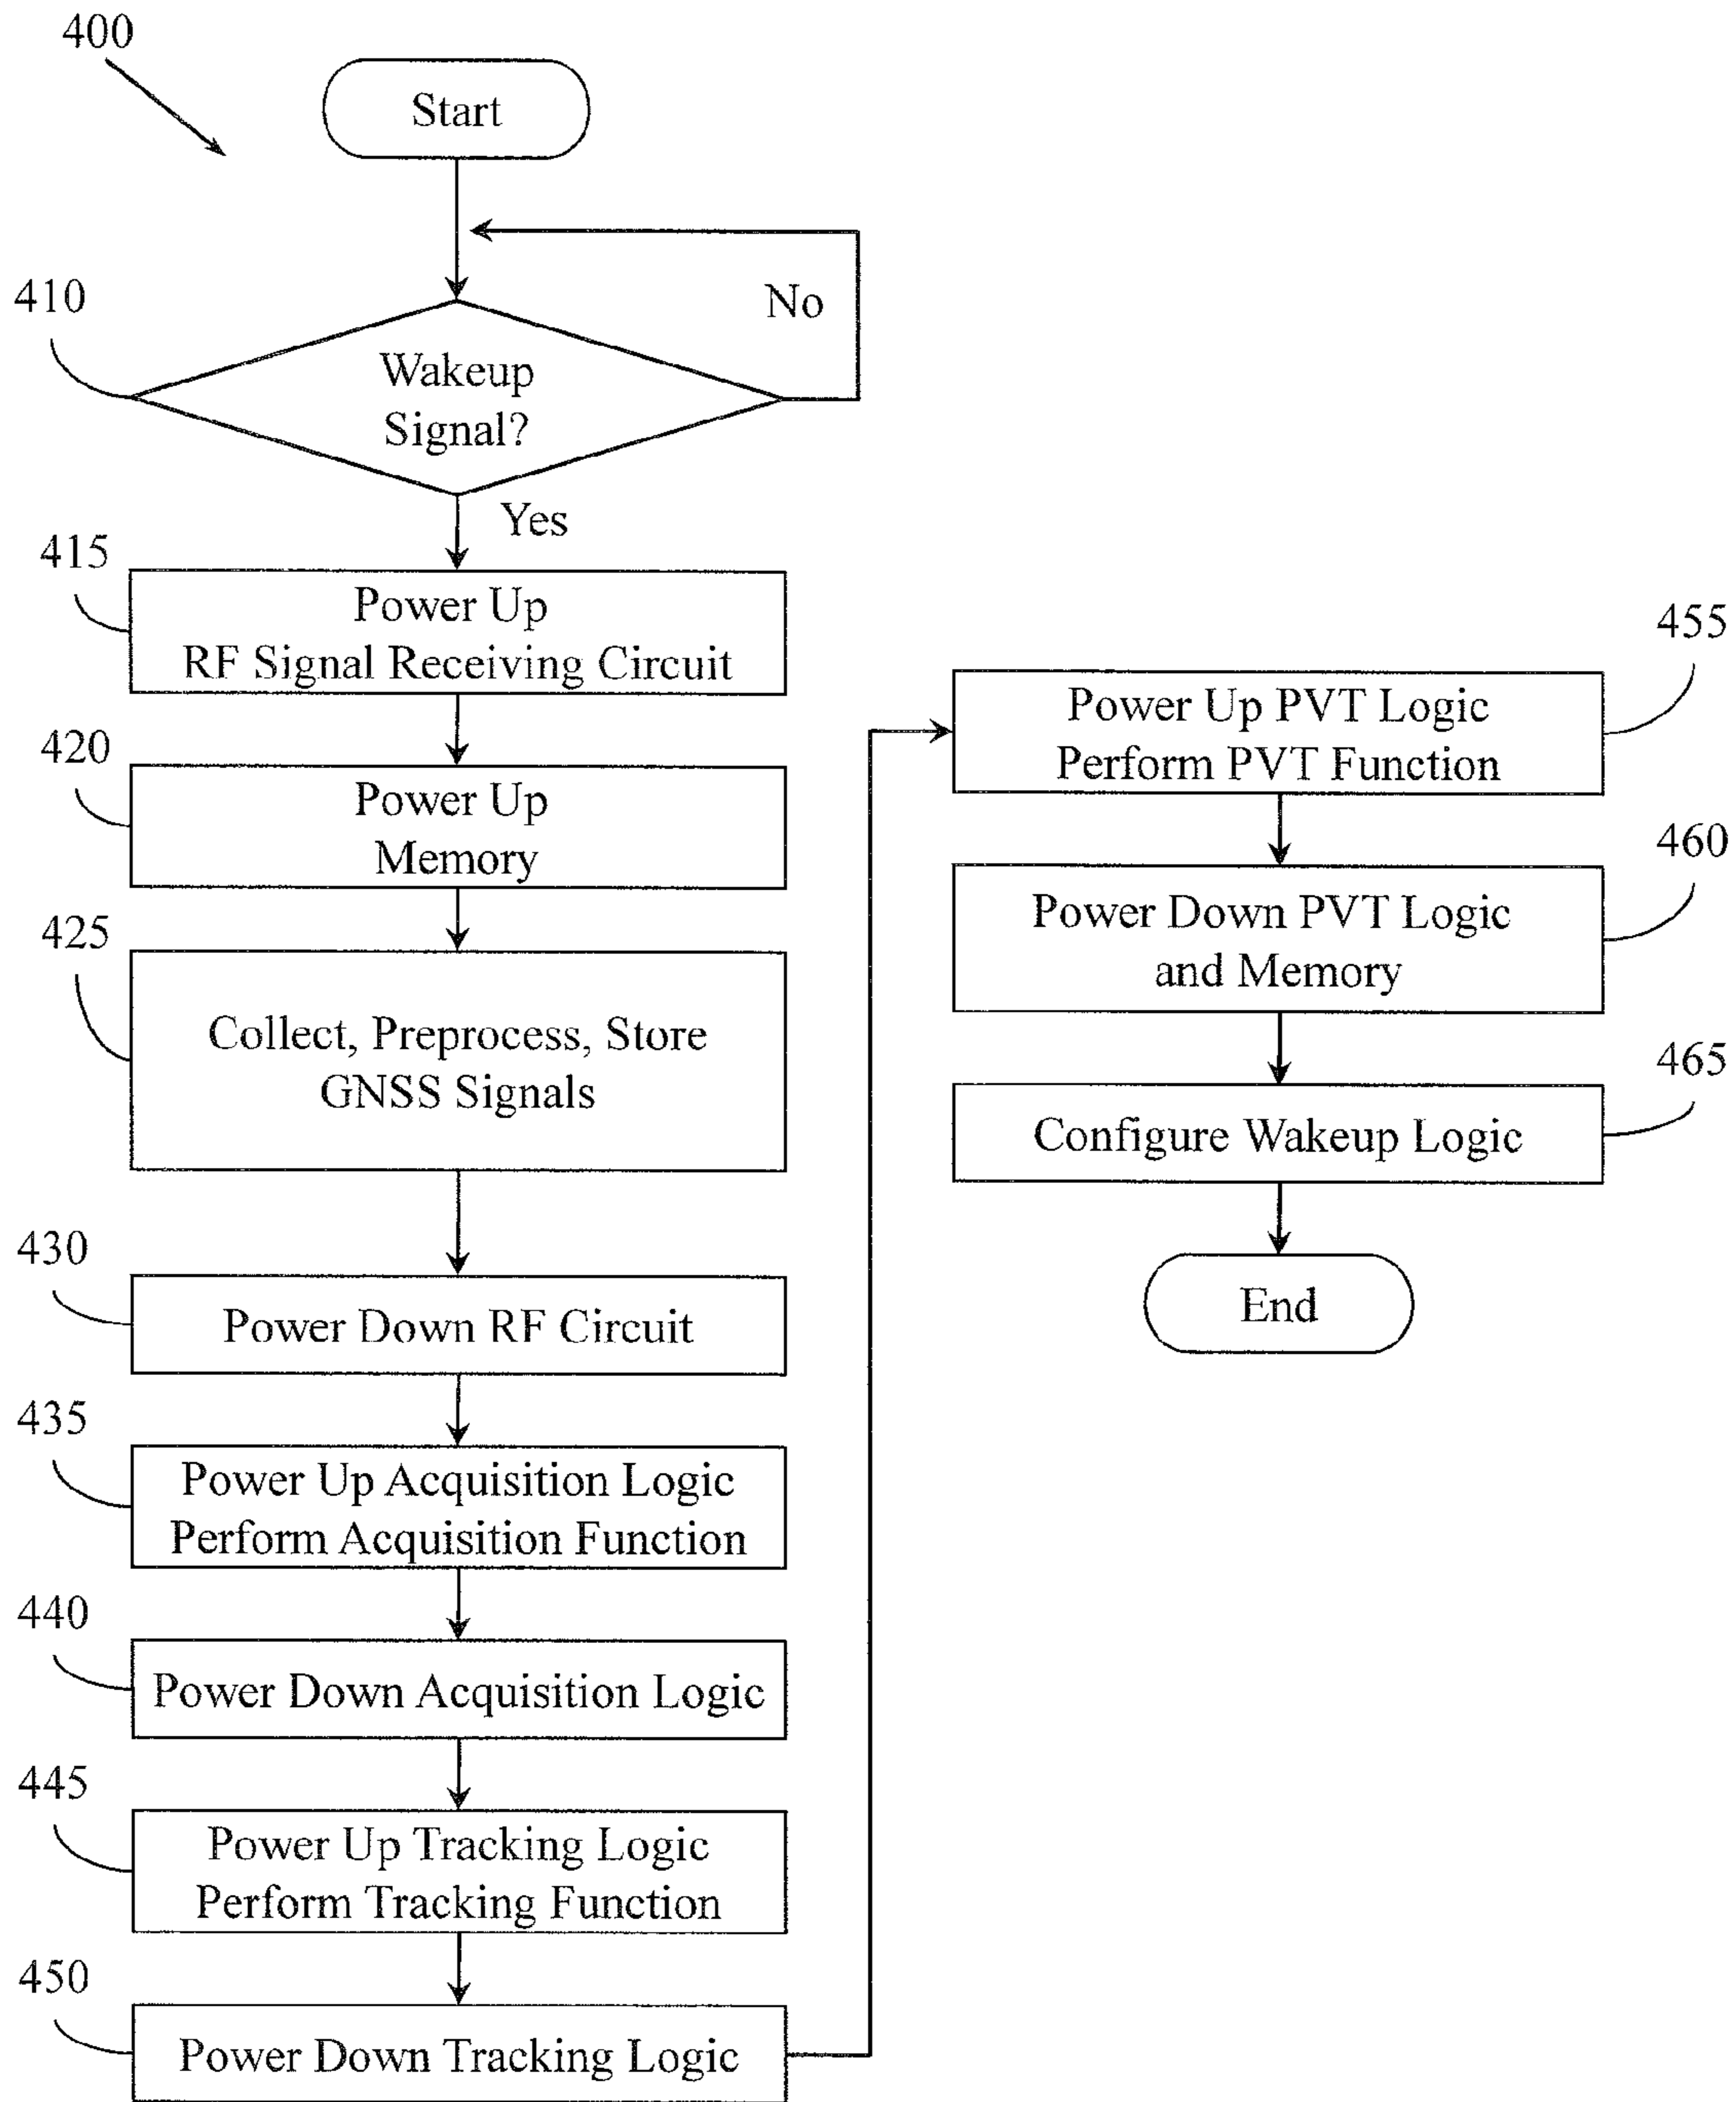 400
Start
No
410
Wakeup
Signal?
Yes
415
Power Up
RF Signal Receiving Circuit
420
Power Up
Memory
425
Collect, Preprocess, Store
GNSS Signals
430
Power Down RF Circuit
435
Power Up Acquisition Logic
Perform Acquisition Function
440
Power Down Acquisition Logic
445
Power Up Tracking Logic
Perform Tracking Function
450
Power Down Tracking Logic
455
Power Up PVT Logic
Perform PVT Function
460
Power Down PVT Logic
and Memory
465
Configure Wakeup Logic
End